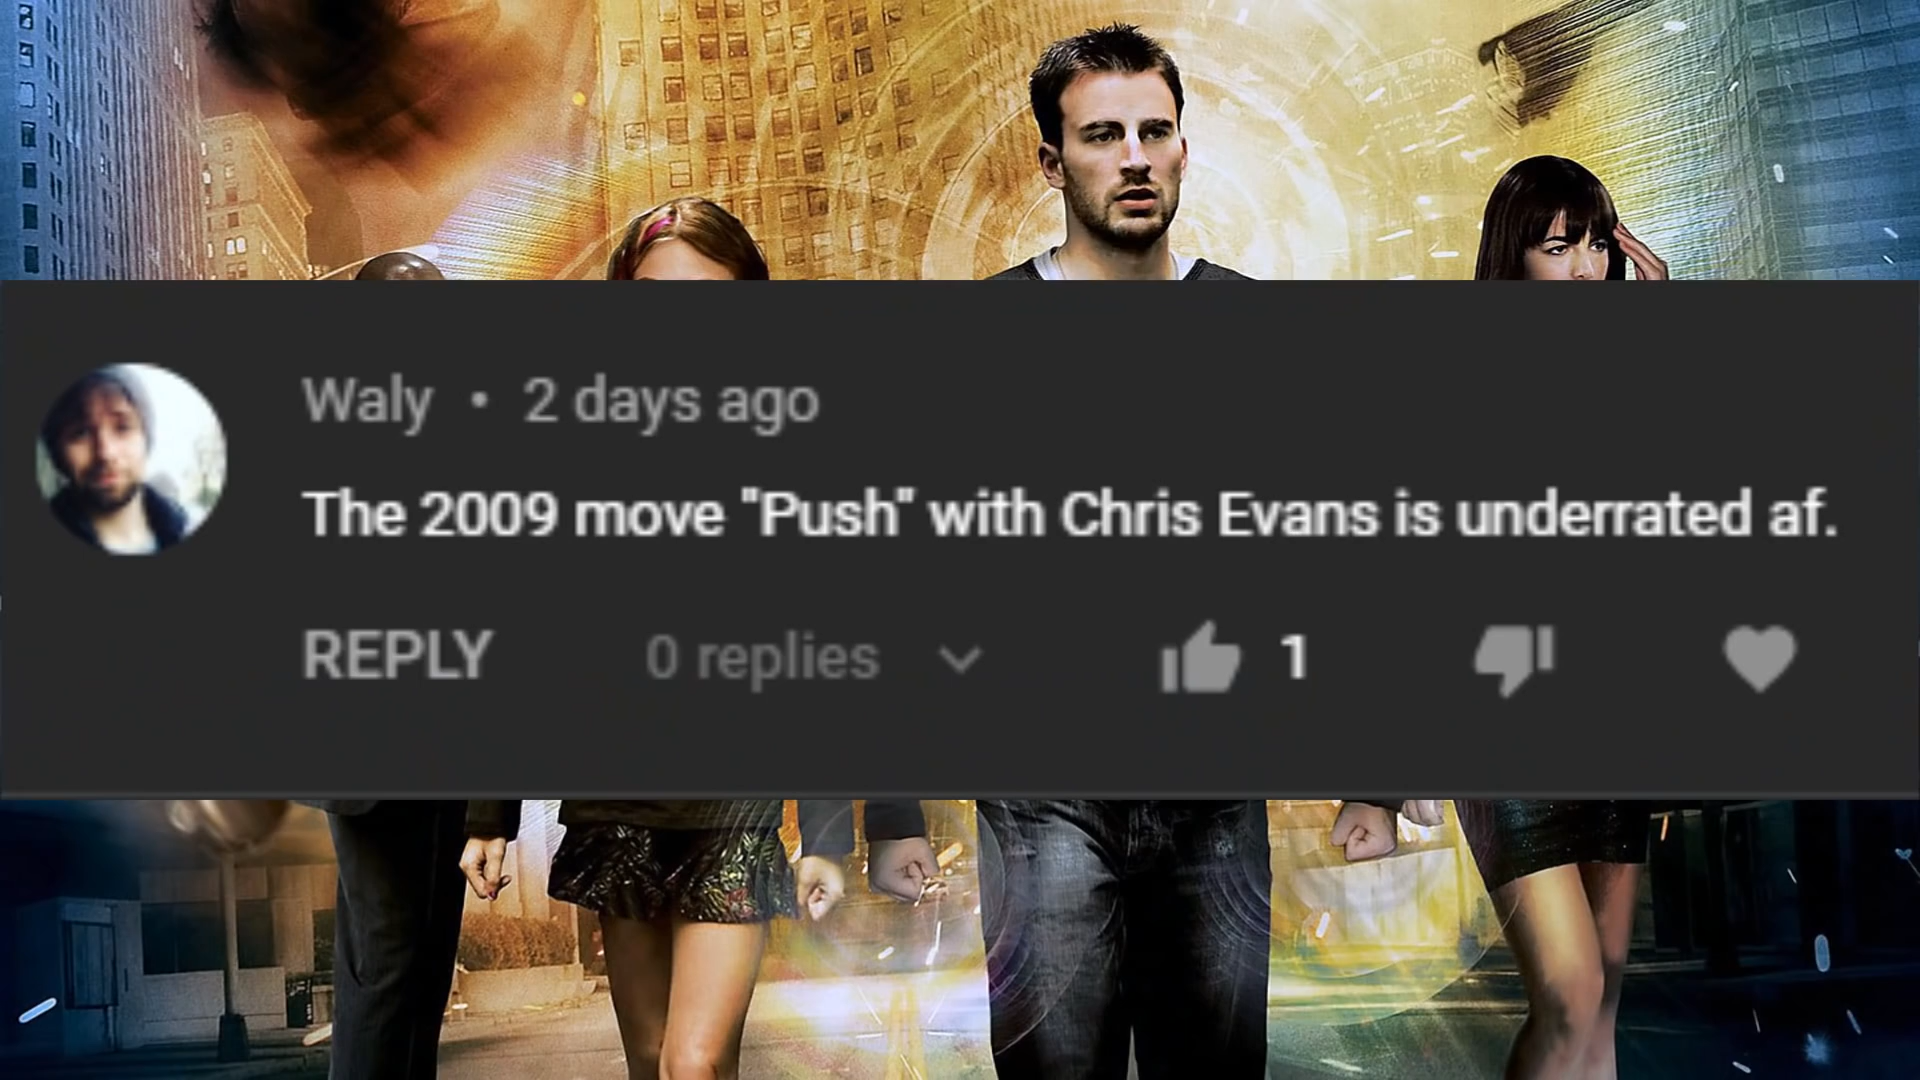 Waly • 2 days ago
The 2009 move "Push" with Chris Evans is underrated af.
REPLY 0 replies 1